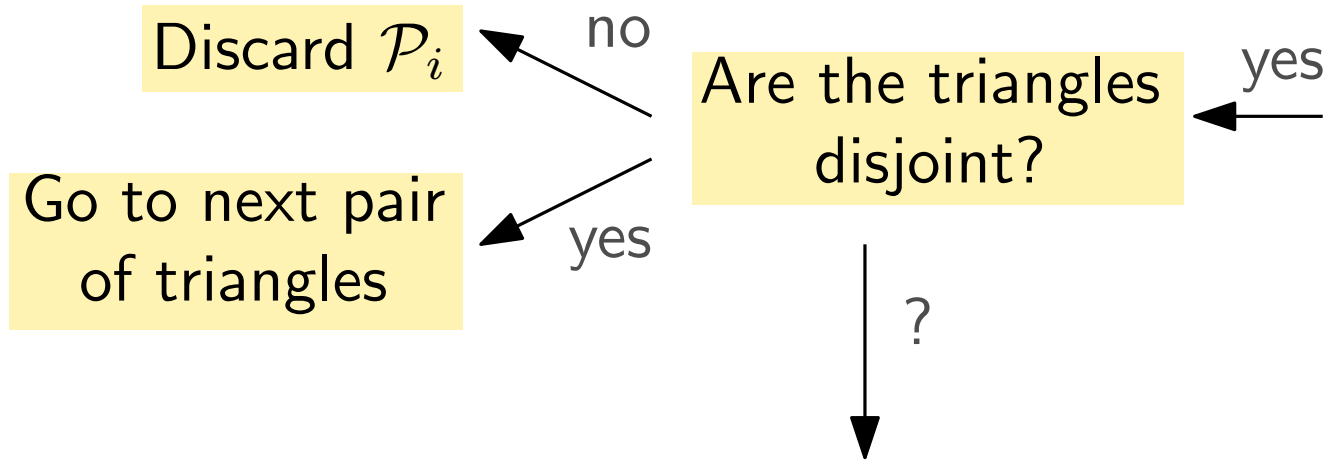 Discard 𝒫ᵢ
no
Are the triangles
disjoint?
yes
Go to next pair
of triangles
yes
?